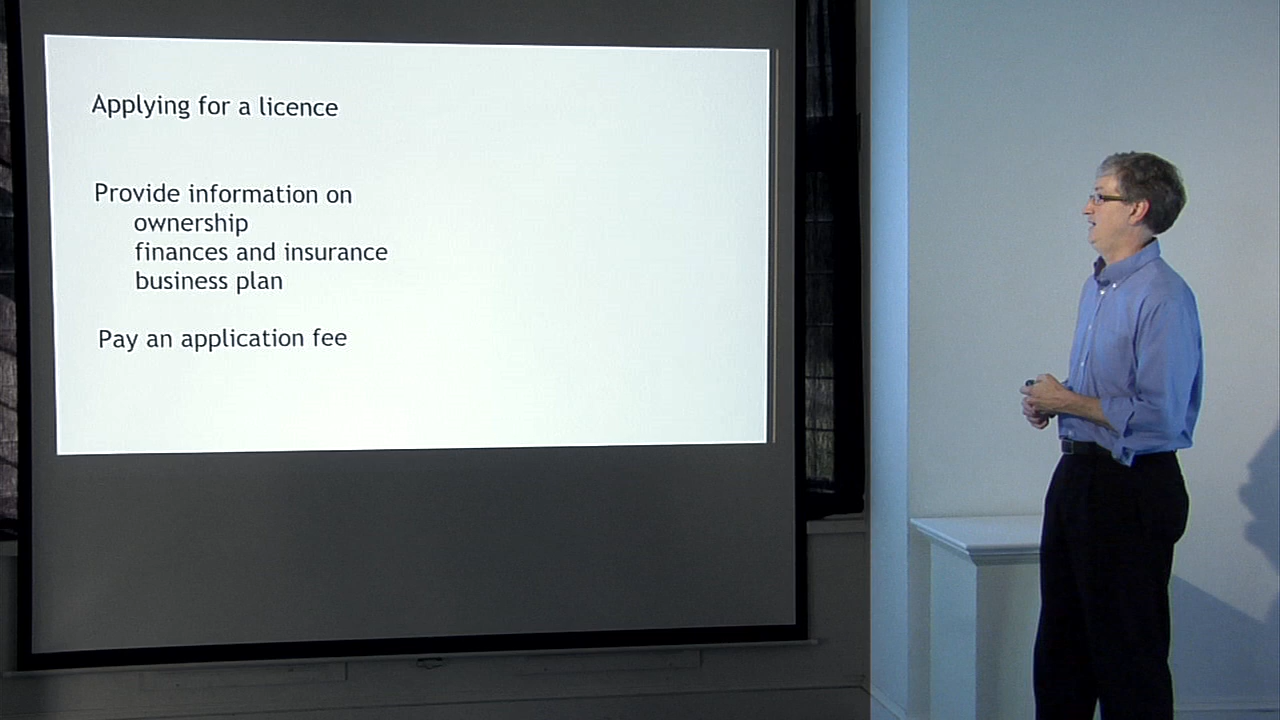 Applying for a licence
Provide information on
ownership
finances and insurance
business plan
Pay an application fee